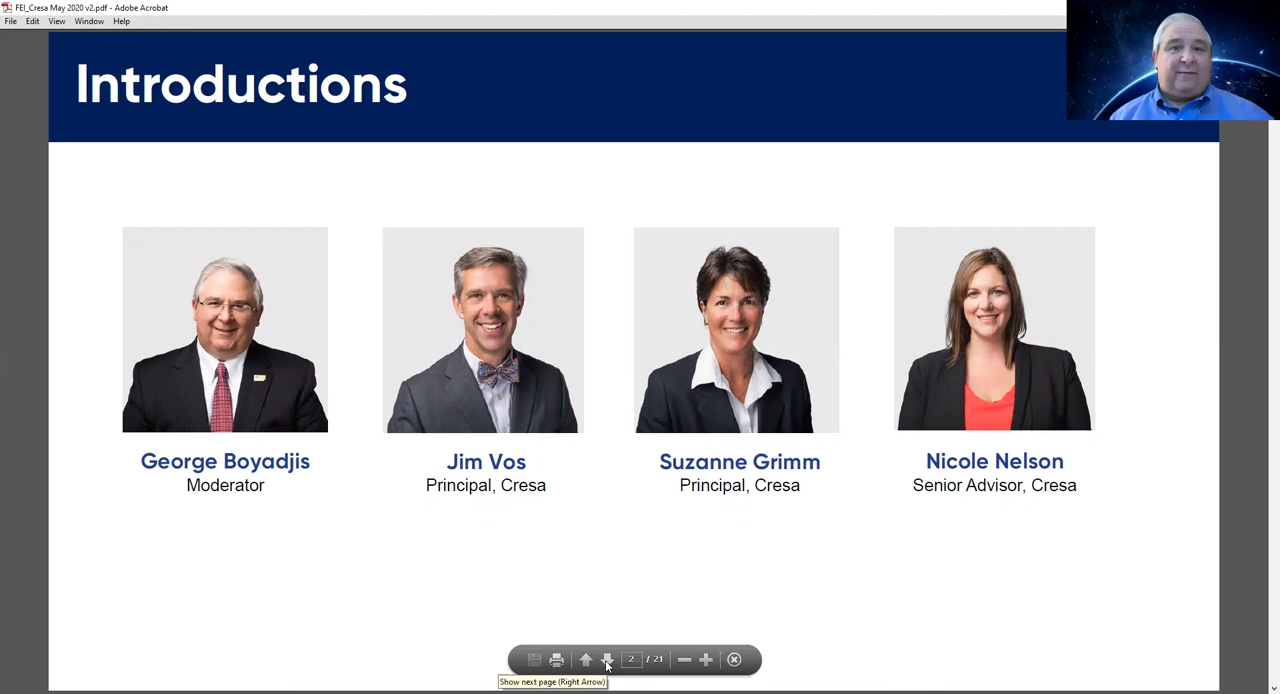 FEI_Cresa May 2020 v2.pdf - Adobe Acrobat
File Edit View Window Help
Introductions
George Boyadjis
Moderator
Jim Vos
Principal, Cresa
Suzanne Grimm
Principal, Cresa
Nicole Nelson
Senior Advisor, Cresa
2 / 21
Show next page (Right Arrow)